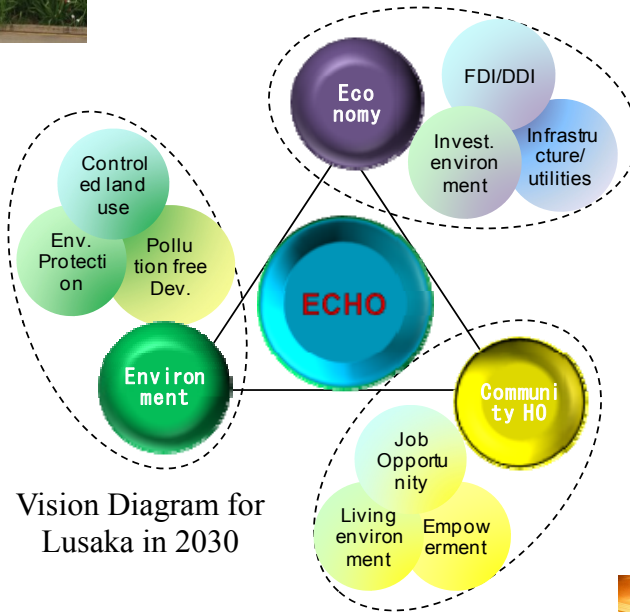 Eco
nomy
FDI/DDI
Invest.
environ
ment
Infrastru
cture/
utilities
Control
ed land
use
Env.
Protecti
on
Pollu
tion free
Dev.
ECHO
Environ
ment
Communi
ty HO
Job
Opportu
nity
Living
environ
ment
Empow
erment
Vision Diagram for
Lusaka in 2030